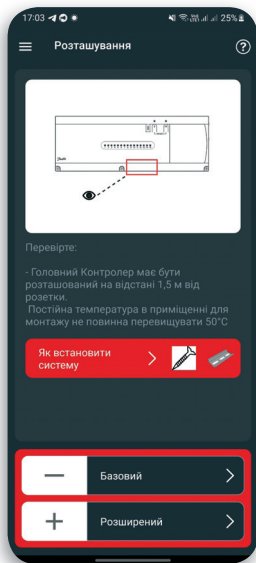 17:03 25%
Розташування
Danfoss
Перевірте:
- Головний Контролер має бути
розташований на відстані 1,5 м від
розетки.
Постійна температура в приміщенні для
монтажу не повинна перевищувати 50°C
Як встановити
систему
Базовий
Розширений